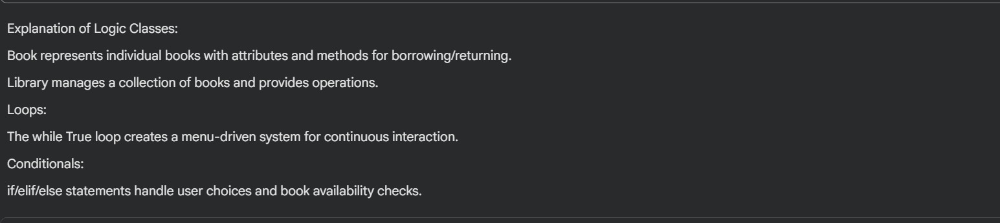 Explanation of Logic Classes:
Book represents individual books with attributes and methods for borrowing/returning.
Library manages a collection of books and provides operations.
Loops:
The while True loop creates a menu-driven system for continuous interaction.
Conditionals:
if/elif/else statements handle user choices and book availability checks.